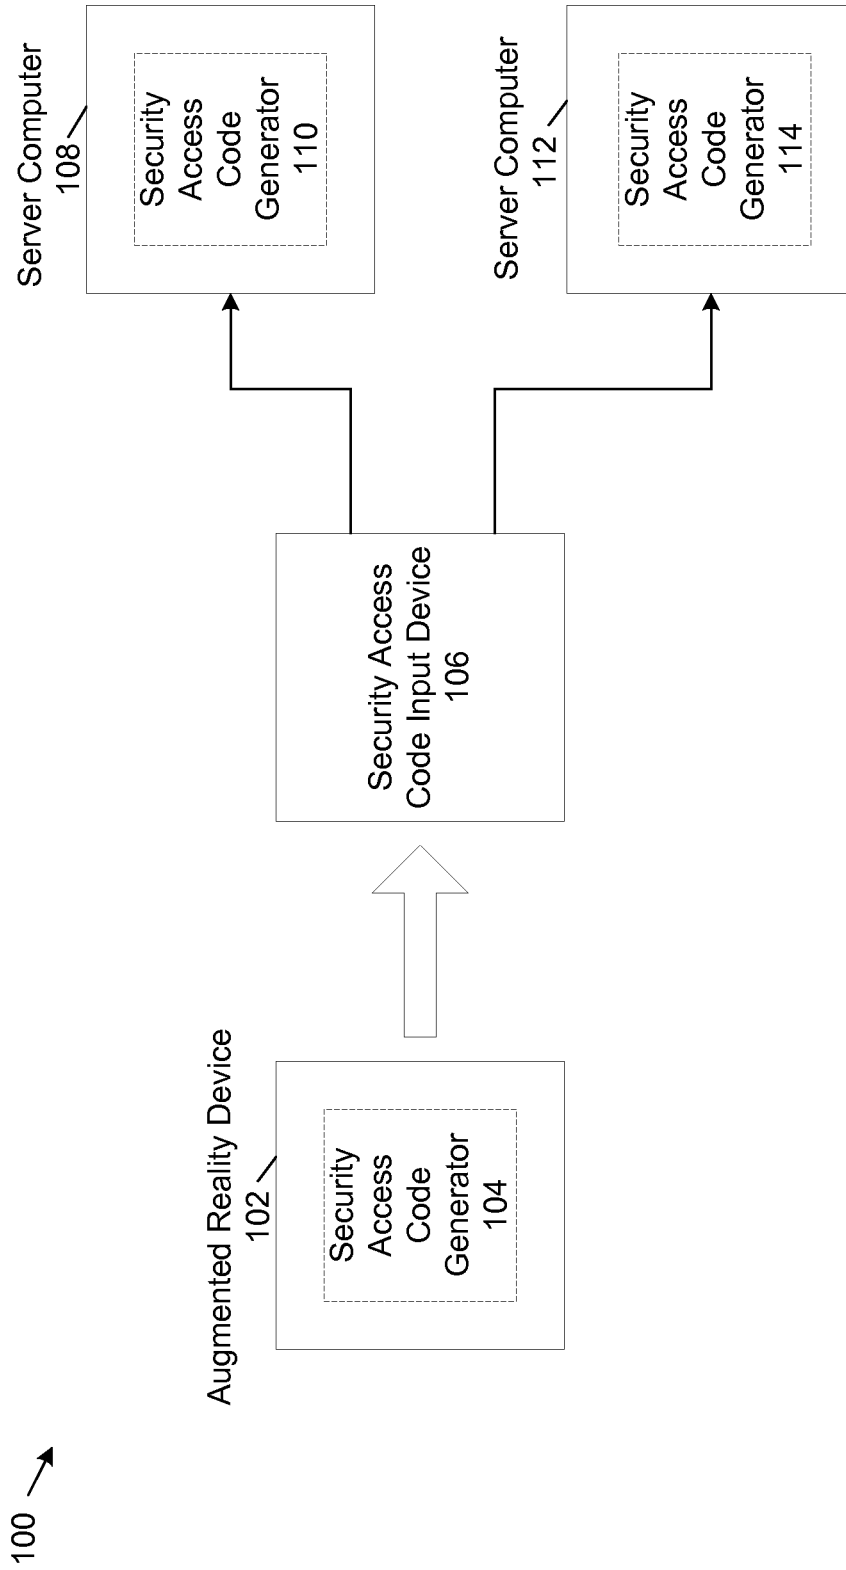 100
Augmented Reality Device
102
Security
Access
Code
Generator
104
Security Access
Code Input Device
106
Server Computer
108
Security
Access
Code
Generator
110
Server Computer
112
Security
Access
Code
Generator
114